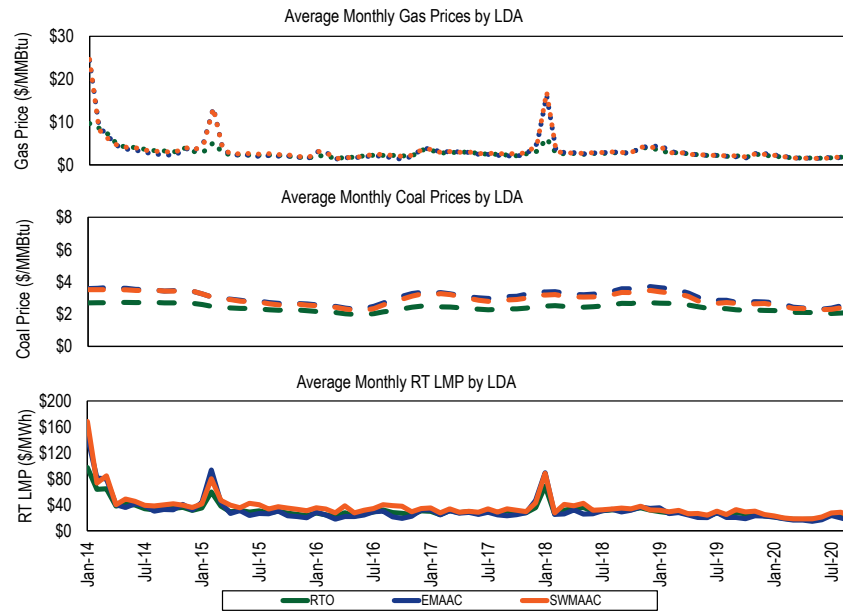 Average Monthly Gas Prices by LDA
Gas Price ($/MMBtu)
$30
$20
$10
$0
Average Monthly Coal Prices by LDA
Coal Price ($/MMBtu)
$8
$6
$4
$2
$0
Average Monthly RT LMP by LDA
RT LMP ($/MWh)
$200
$160
$120
$80
$40
$0
Jan-14
Jul-14
Jan-15
Jul-15
Jan-16
Jul-16
Jan-17
Jul-17
Jan-18
Jul-18
Jan-19
Jul-19
Jan-20
Jul-20
RTO
EMAAC
SWMAAC